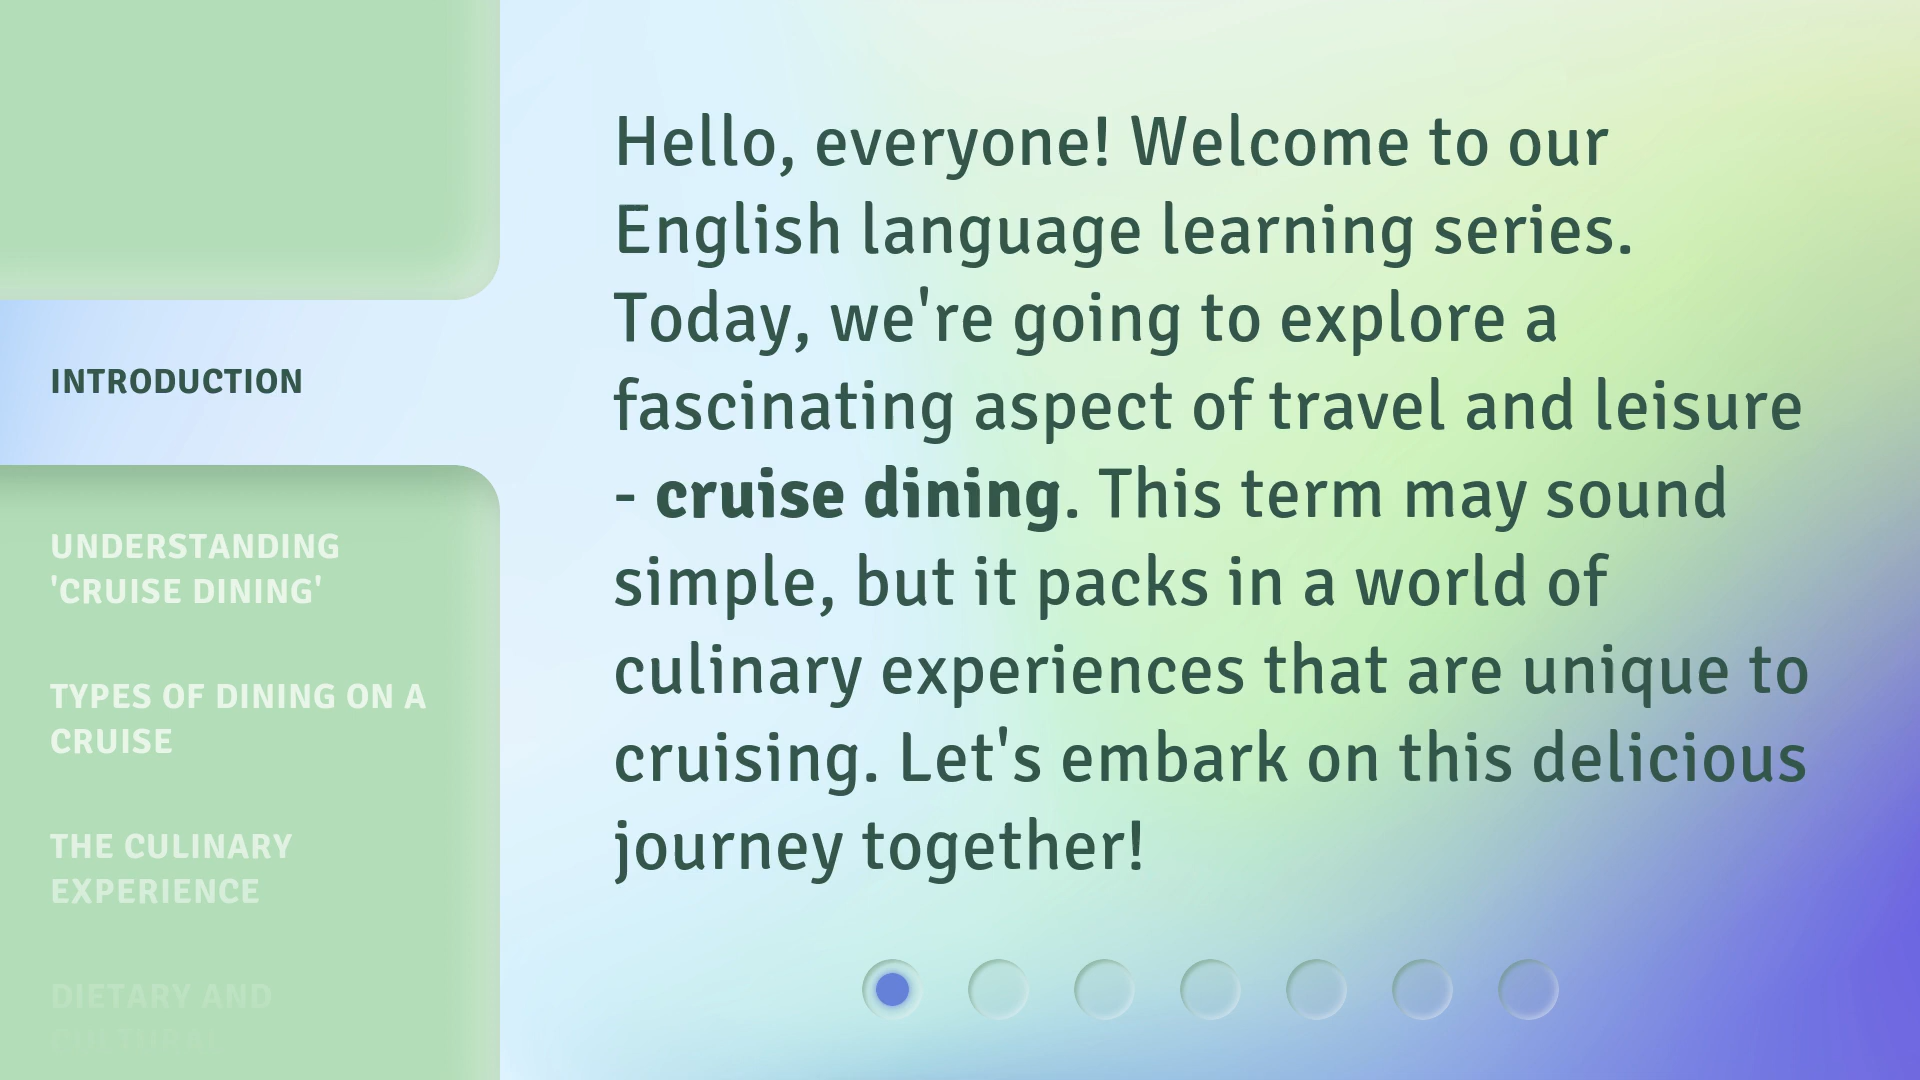 INTRODUCTION
UNDERSTANDING
'CRUISE DINING'
TYPES OF DINING ON A
CRUISE
THE CULINARY
EXPERIENCE
DIETARY AND
CULTURAL
Hello, everyone! Welcome to our
English language learning series.
Today, we're going to explore a
fascinating aspect of travel and leisure
- cruise dining. This term may sound
simple, but it packs in a world of
culinary experiences that are unique to
cruising. Let's embark on this delicious
journey together!